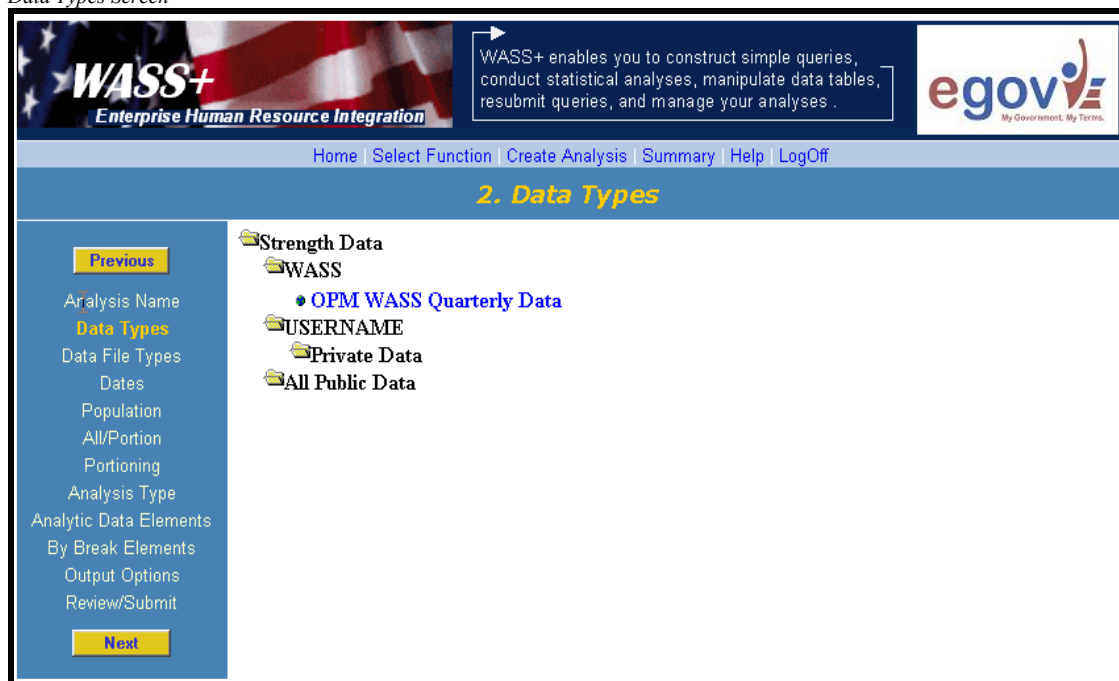 Data Types Screen
WASS+
Enterprise Human Resource Integration
WASS+ enables you to construct simple queries,
conduct statistical analyses, manipulate data tables,
resubmit queries, and manage your analyses .
egov
My Government. My Terms.
Home | Select Function | Create Analysis | Summary | Help | LogOff
2. Data Types
Previous
Analysis Name
Data Types
Data File Types
Dates
Population
All/Portion
Portioning
Analysis Type
Analytic Data Elements
By Break Elements
Output Options
Review/Submit
Next
Strength Data
WASS
OPM WASS Quarterly Data
USERNAME
Private Data
All Public Data